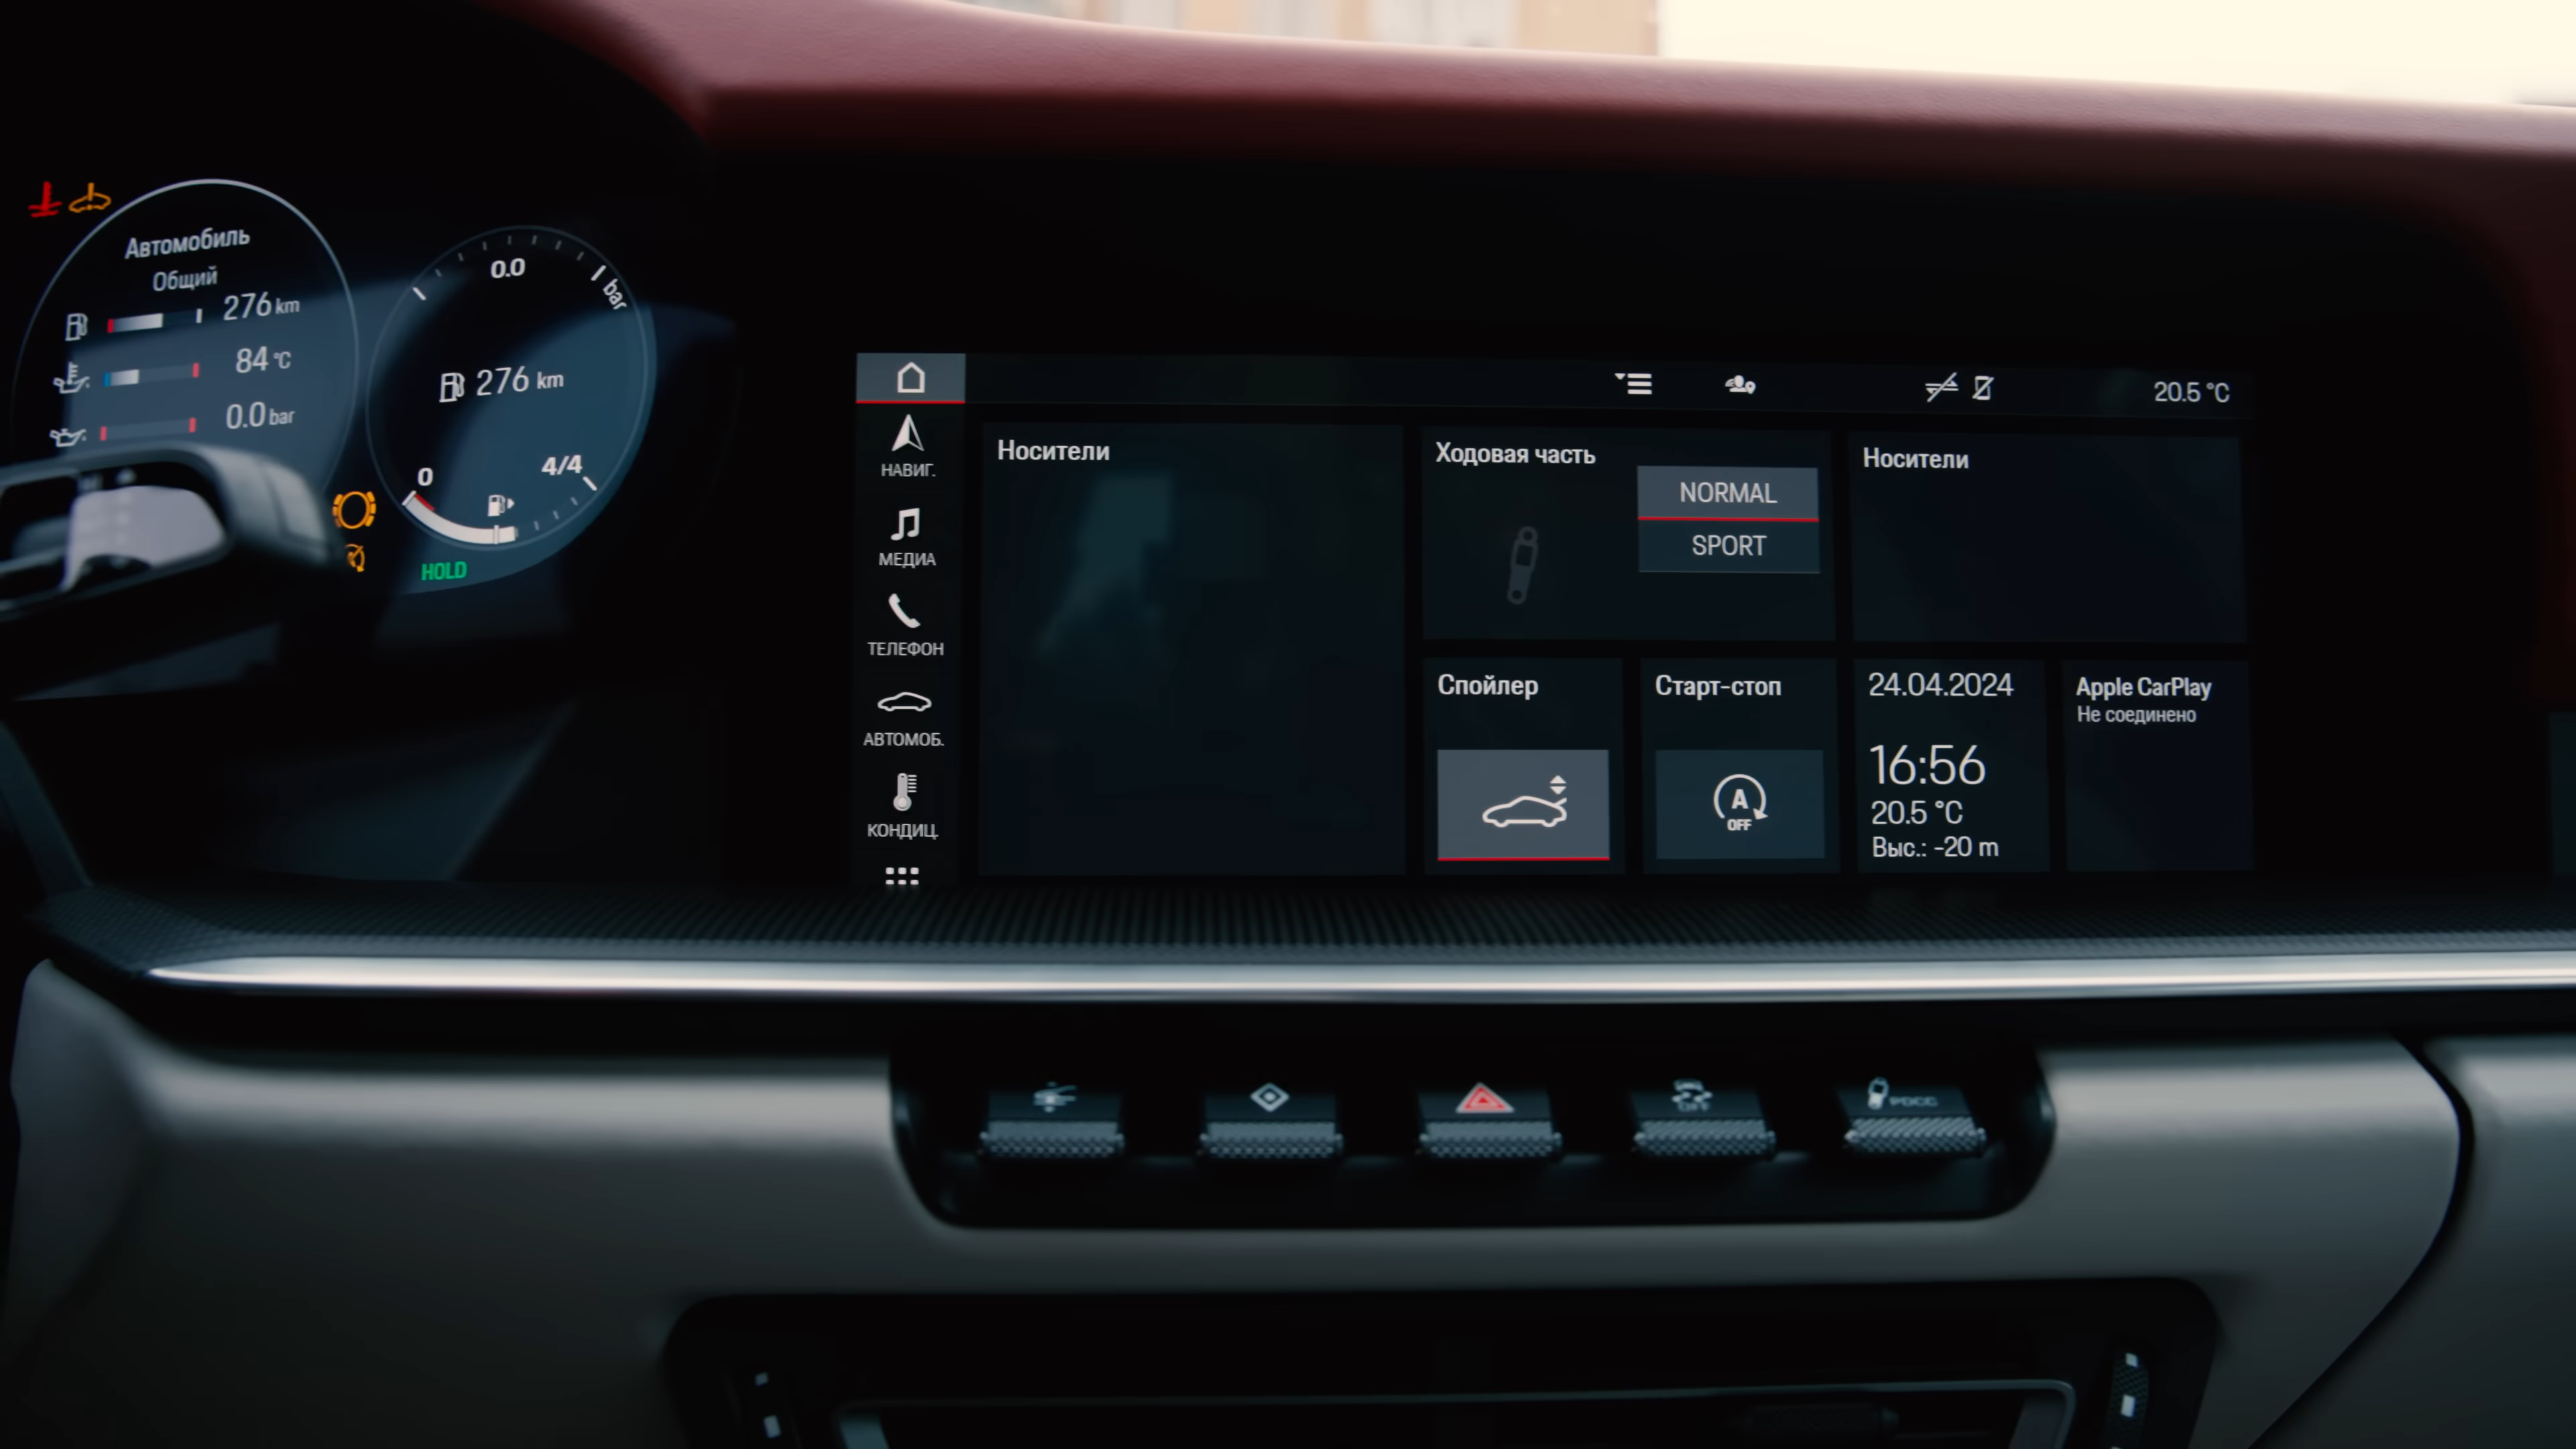 Автомобиль
Общий
276 km
84 °C
0.0 bar
0.0
bar
276 km
0
4/4
HOLD
20.5 °C
НАВИГ.
МЕДИА
ТЕЛЕФОН
АВТОМОБ.
КОНДИЦ.
Носители
Ходовая часть
NORMAL
SPORT
Носители
Спойлер
Старт-стоп
A
OFF
24.04.2024
16:56
20.5 °C
Выс.: -20 m
Apple CarPlay
Не соединено
OFF
PDCC